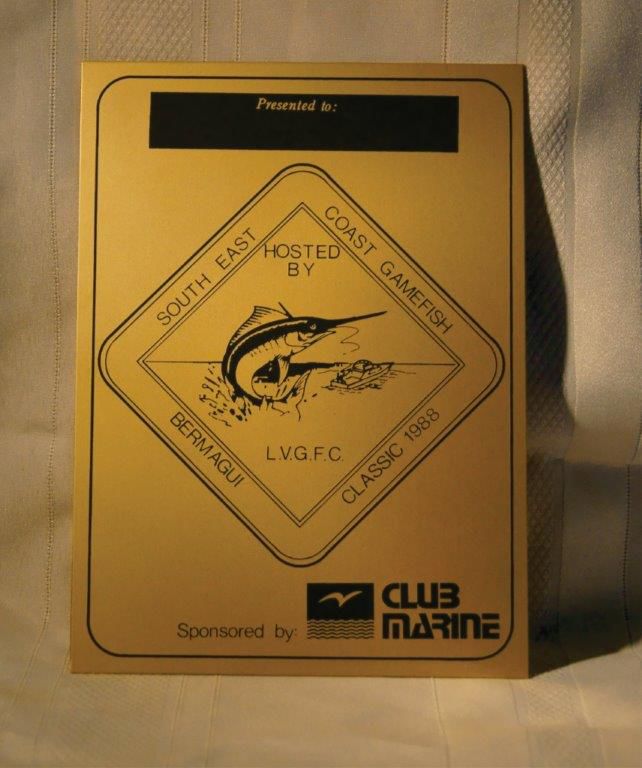 Presented to:
SOUTH EAST
COAST GAMEFISH
HOSTED
BY
L.V.G.F.C.
BERMAGUI
CLASSIC 1988
Sponsored by:
CLUB
MARINE